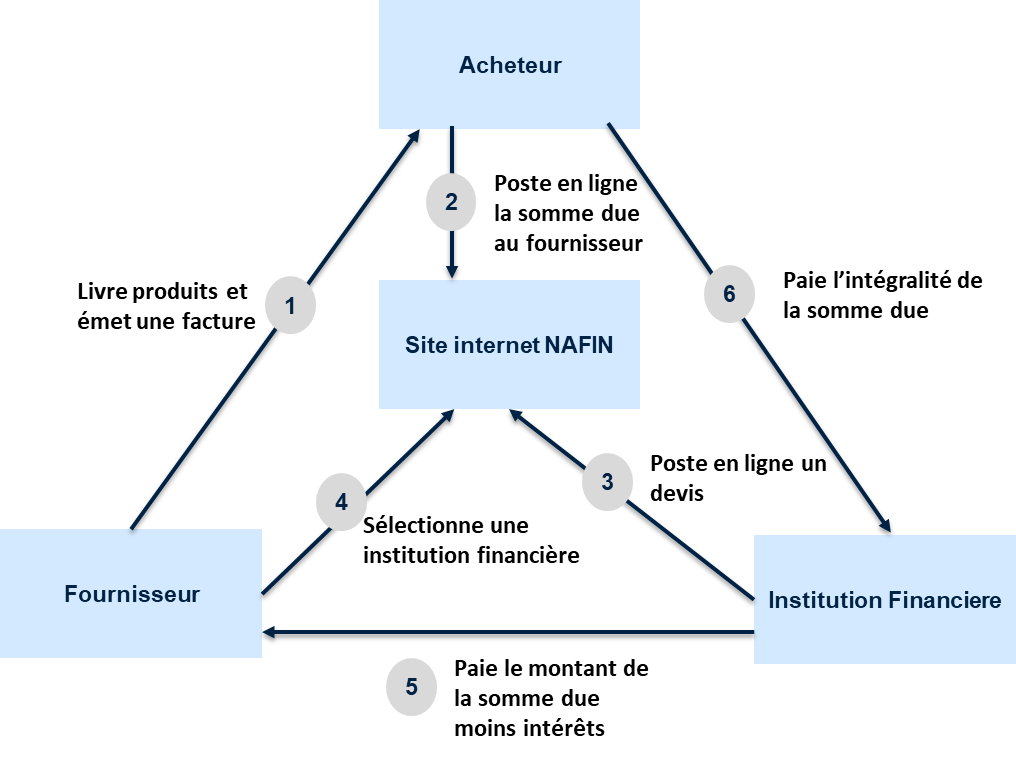 Acheteur
2
Poste en ligne
la somme due
au fournisseur
Livre produits et
émet une facture
1
6
Paie l’intégralité de
la somme due
Site internet NAFIN
4
Sélectionne une
institution financière
3
Poste en ligne un
devis
Fournisseur
Institution Financiere
5
Paie le montant de
la somme due
moins intérêts